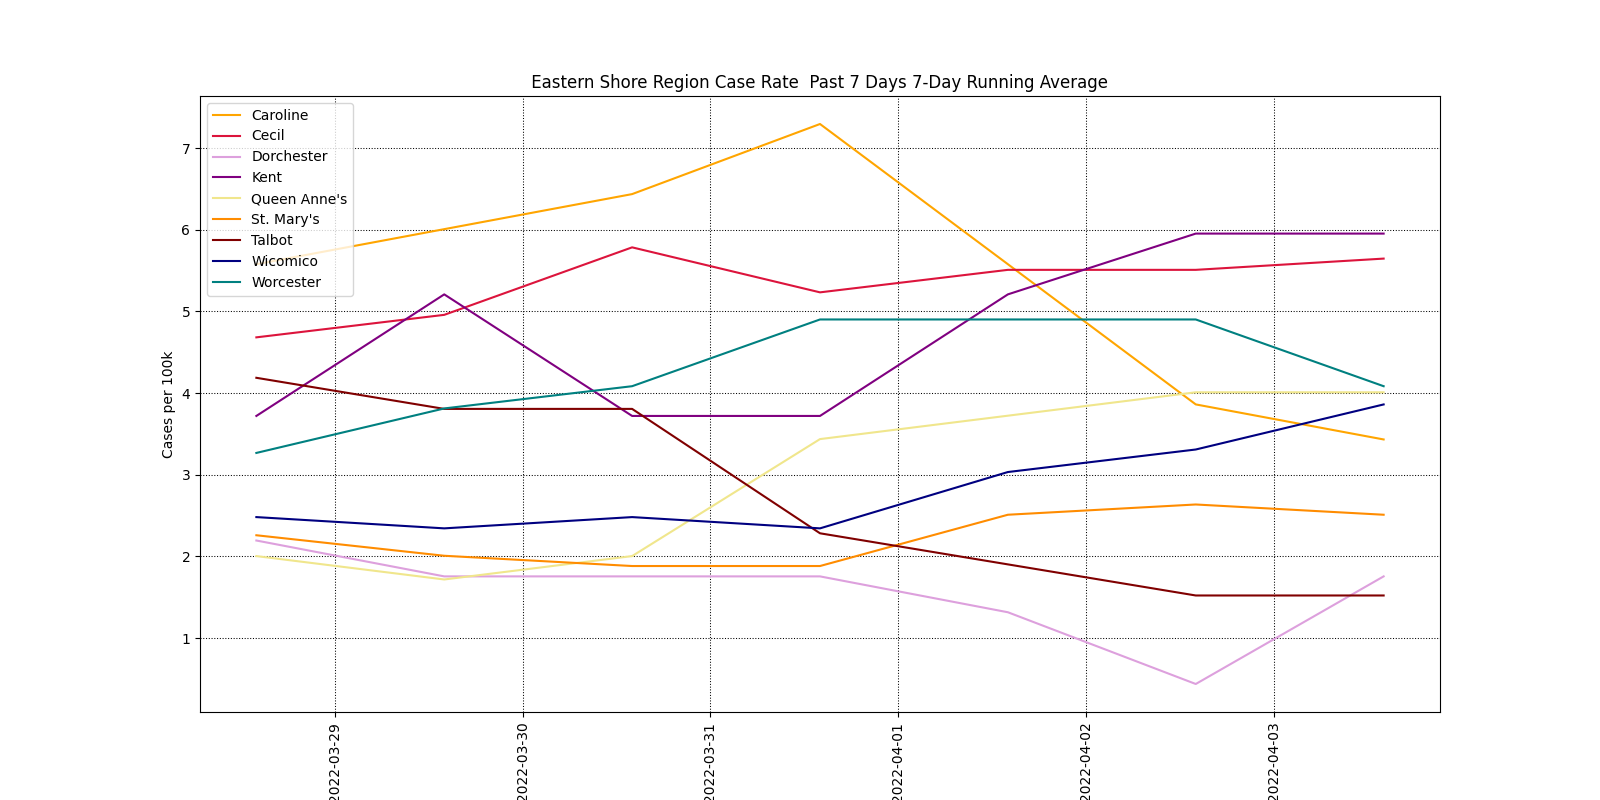 Eastern Shore Region Case Rate  Past 7 Days 7-Day Running Average
Caroline
Cecil
Dorchester
Kent
Queen Anne's
St. Mary's
Talbot
Wicomico
Worcester
Cases per 100k
7
6
5
4
3
2
1
2022-03-29
2022-03-30
2022-03-31
2022-04-01
2022-04-02
2022-04-03